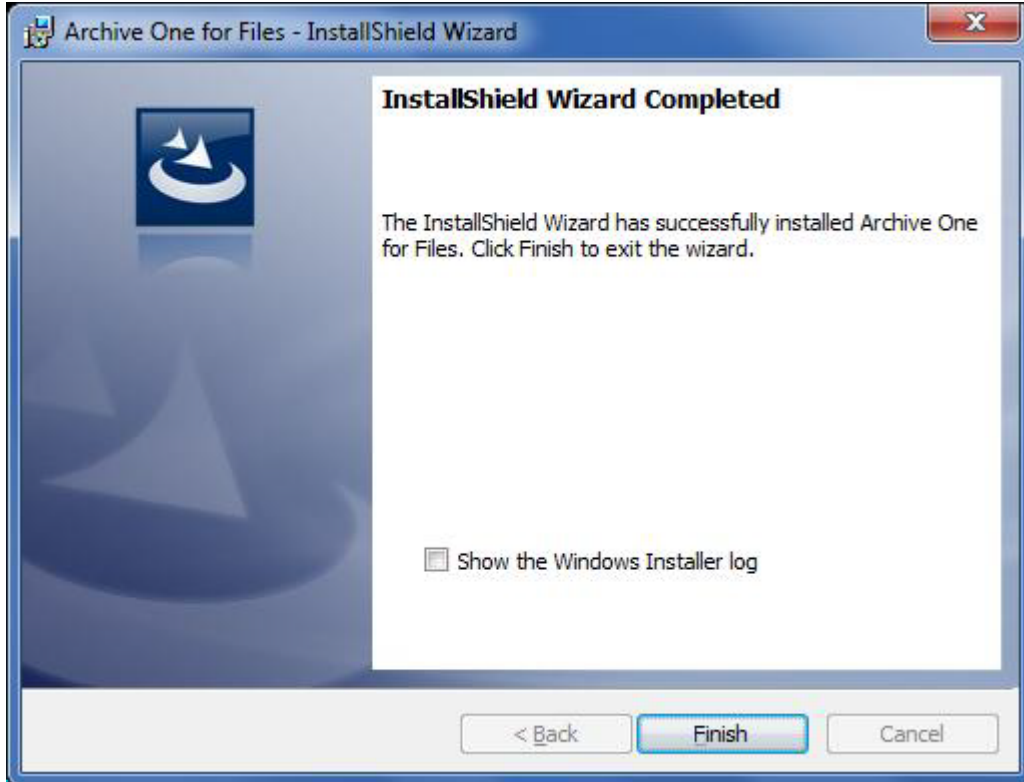 Archive One for Files - InstallShield Wizard
InstallShield Wizard Completed
The InstallShield Wizard has successfully installed Archive One
for Files. Click Finish to exit the wizard.
Show the Windows Installer log
< Back
Finish
Cancel